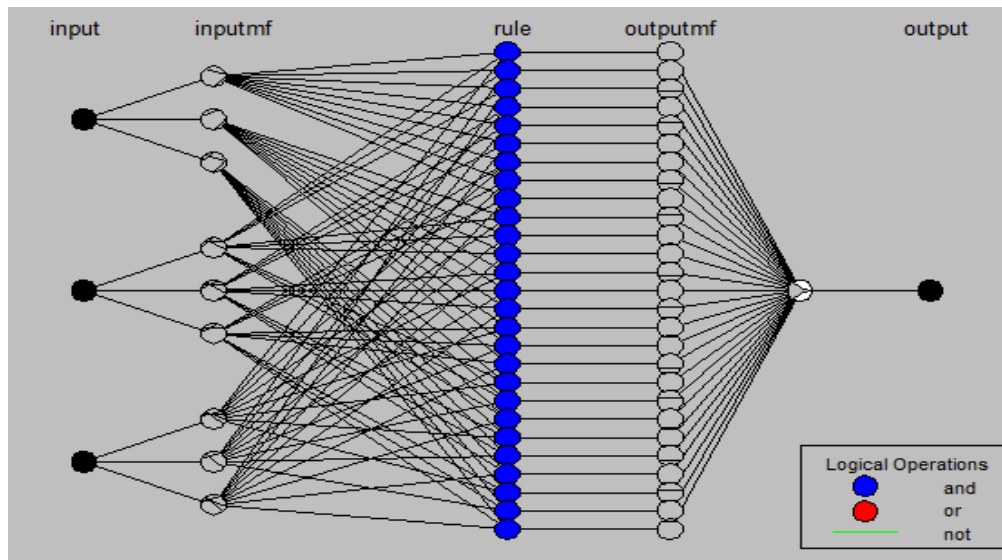 input inputmf rule outputmf output
Logical Operations
and
or
not